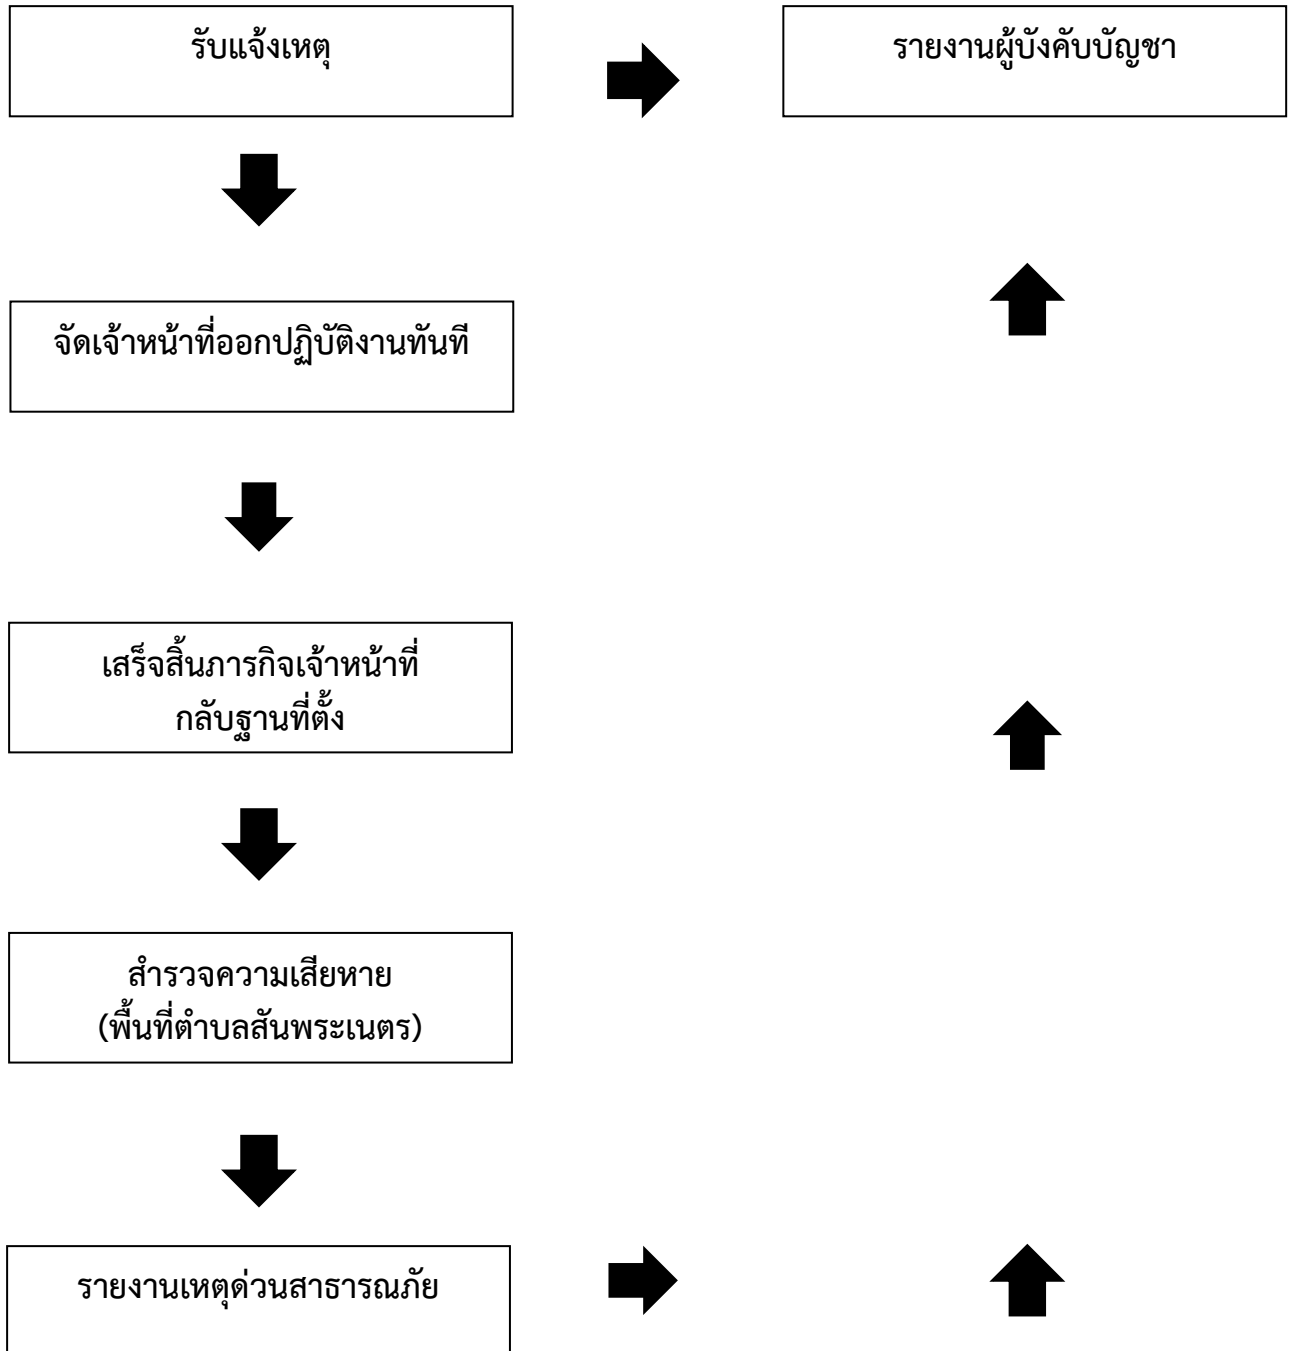 รับแจ้งเหตุ
รายงานผู้บังคับบัญชา
จัดเจ้าหน้าที่ออกปฏิบัติงานทันที
เสร็จสิ้นภารกิจเจ้าหน้าที่
กลับฐานที่ตั้ง
สำรวจความเสียหาย
(พื้นที่ตำบลสันพระเนตร)
รายงานเหตุด่วนสาธารณภัย